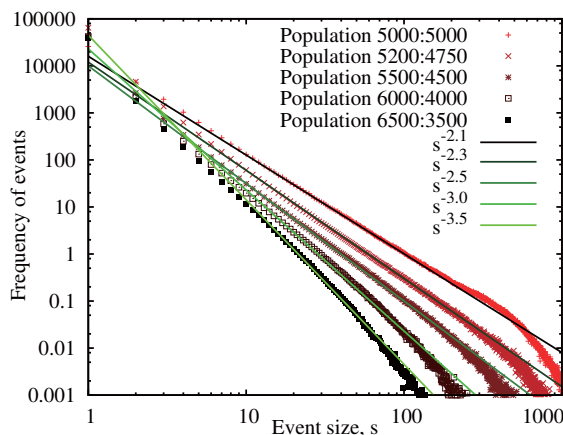 100000
10000
1000
100
10
1
0.1
0.01
0.001
Frequency of events
Population 5000:5000
Population 5200:4750
Population 5500:4500
Population 6000:4000
Population 6500:3500
s^-2.1
s^-2.3
s^-2.5
s^-3.0
s^-3.5
1 10 100 1000
Event size, s